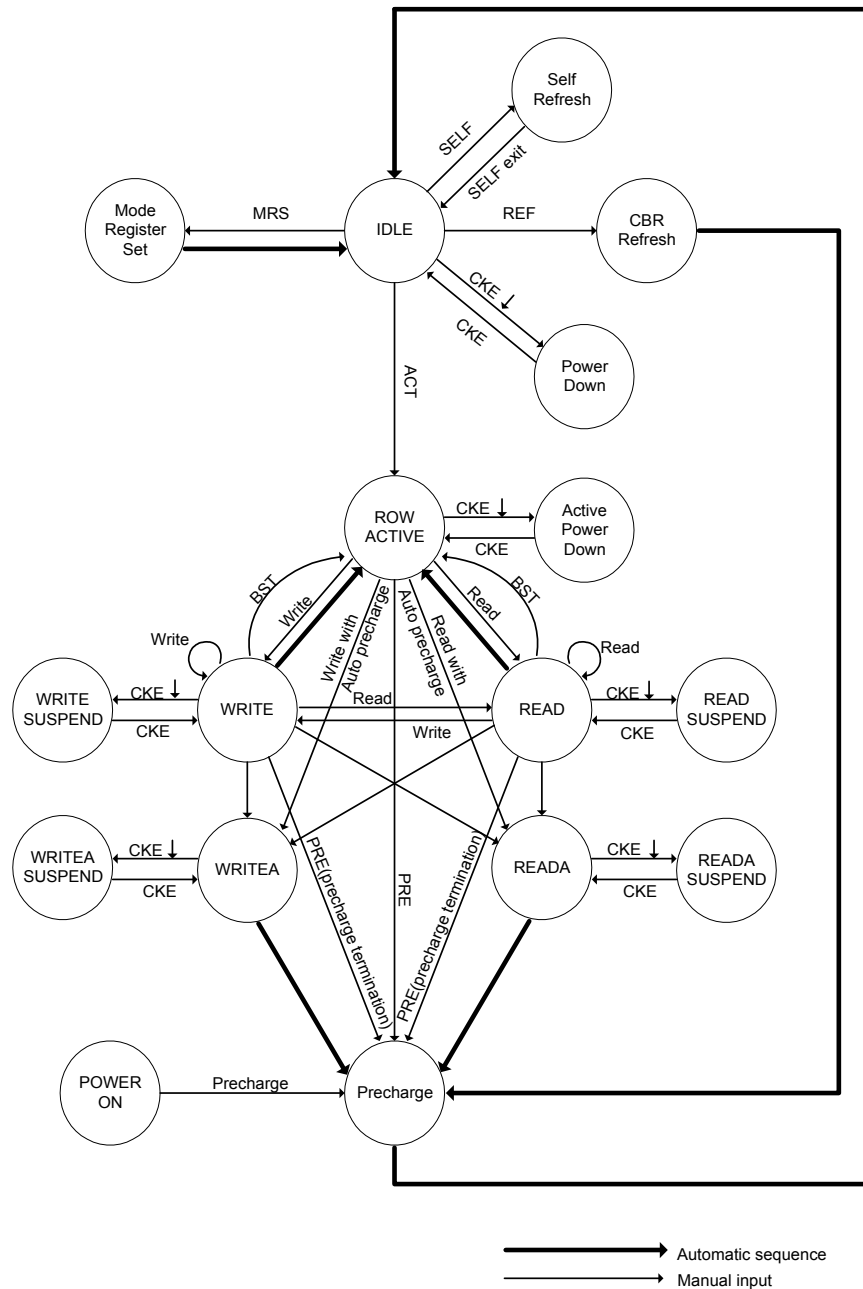 Self
Refresh
SELF
SELF exit
Mode
Register
Set
MRS
IDLE
REF
CBR
Refresh
CKE
CKE
Power
Down
ACT
ROW
ACTIVE
CKE
CKE
Active
Power
Down
BST
Write
Write with
Auto precharge
Auto precharge
Read with
Read
BST
Write
Read
WRITE
SUSPEND
CKE
CKE
WRITE
Read
Write
READ
CKE
CKE
READ
SUSPEND
WRITEA
SUSPEND
CKE
CKE
WRITEA
PRE(precharge termination)
PRE
PRE(precharge termination)
READA
CKE
CKE
READA
SUSPEND
POWER
ON
Precharge
Precharge
Automatic sequence
Manual input